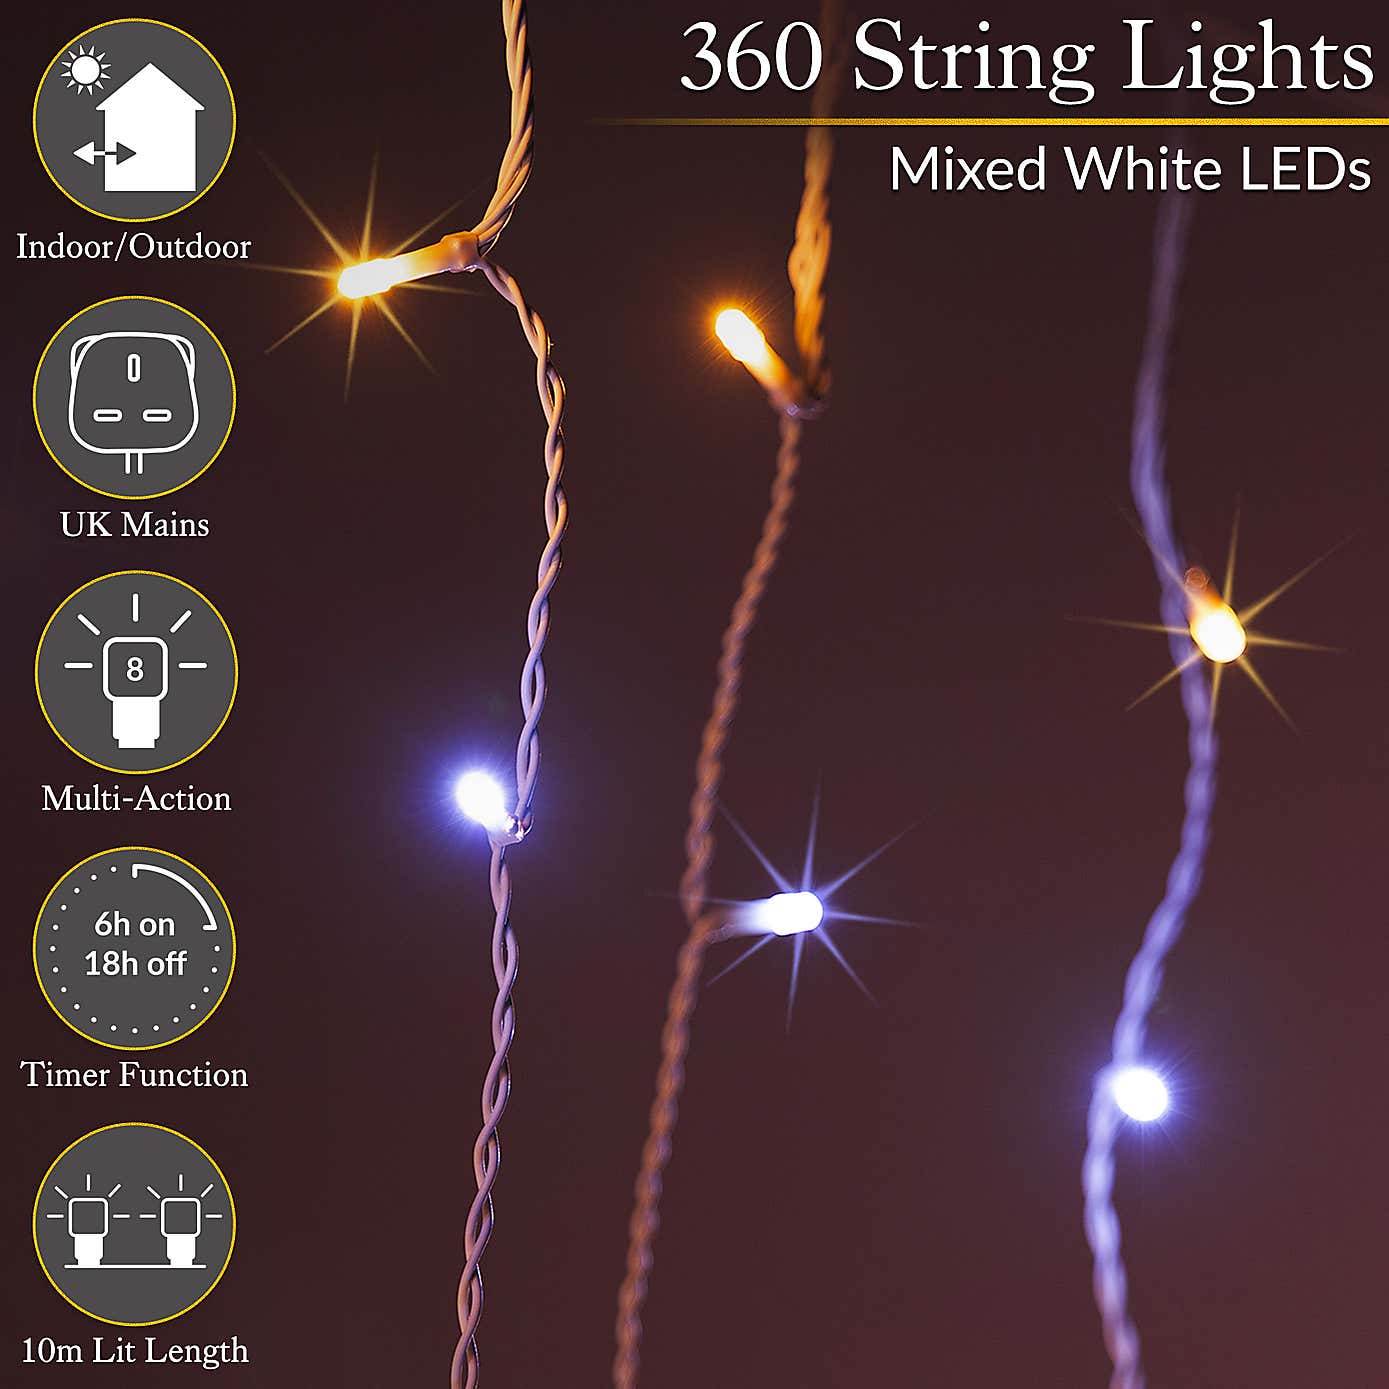 360 String Lights
Mixed White LEDs
Indoor/Outdoor
UK Mains
8
Multi-Action
6h on
18h off
Timer Function
10m Lit Length